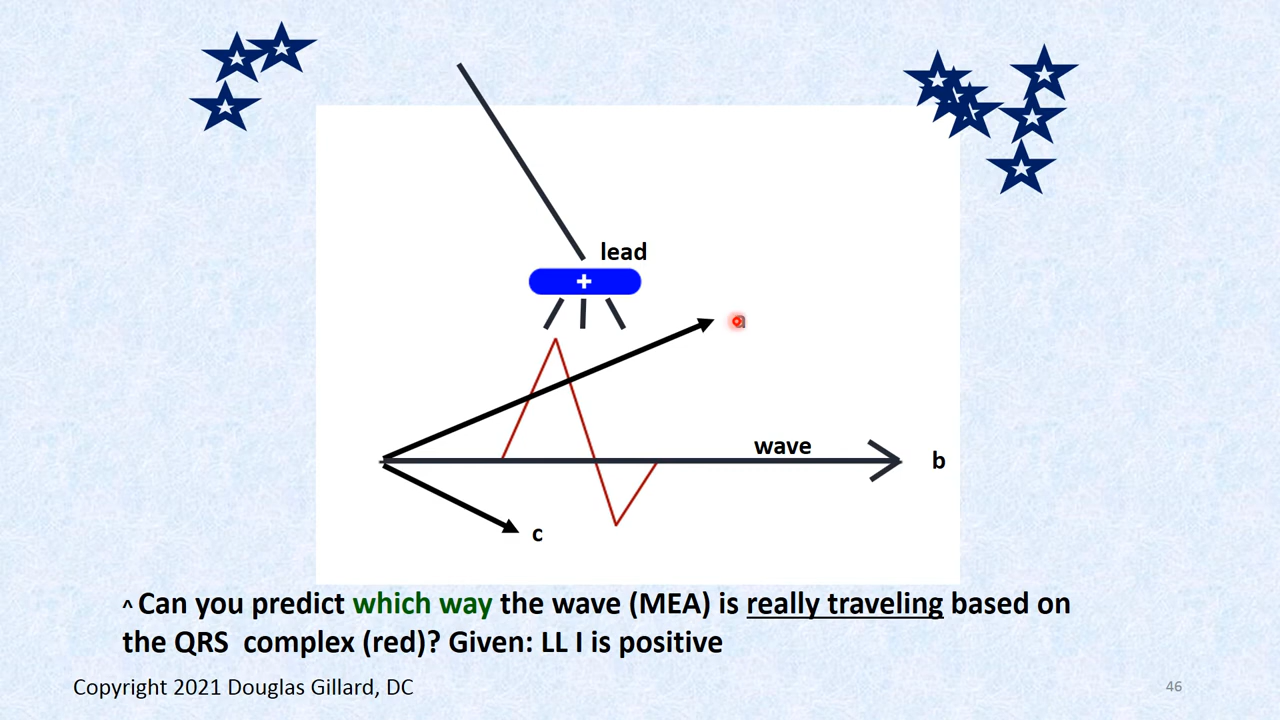 lead
+
wave
b
c
^ Can you predict which way the wave (MEA) is really traveling based on
the QRS complex (red)? Given: LL I is positive
Copyright 2021 Douglas Gillard, DC
46